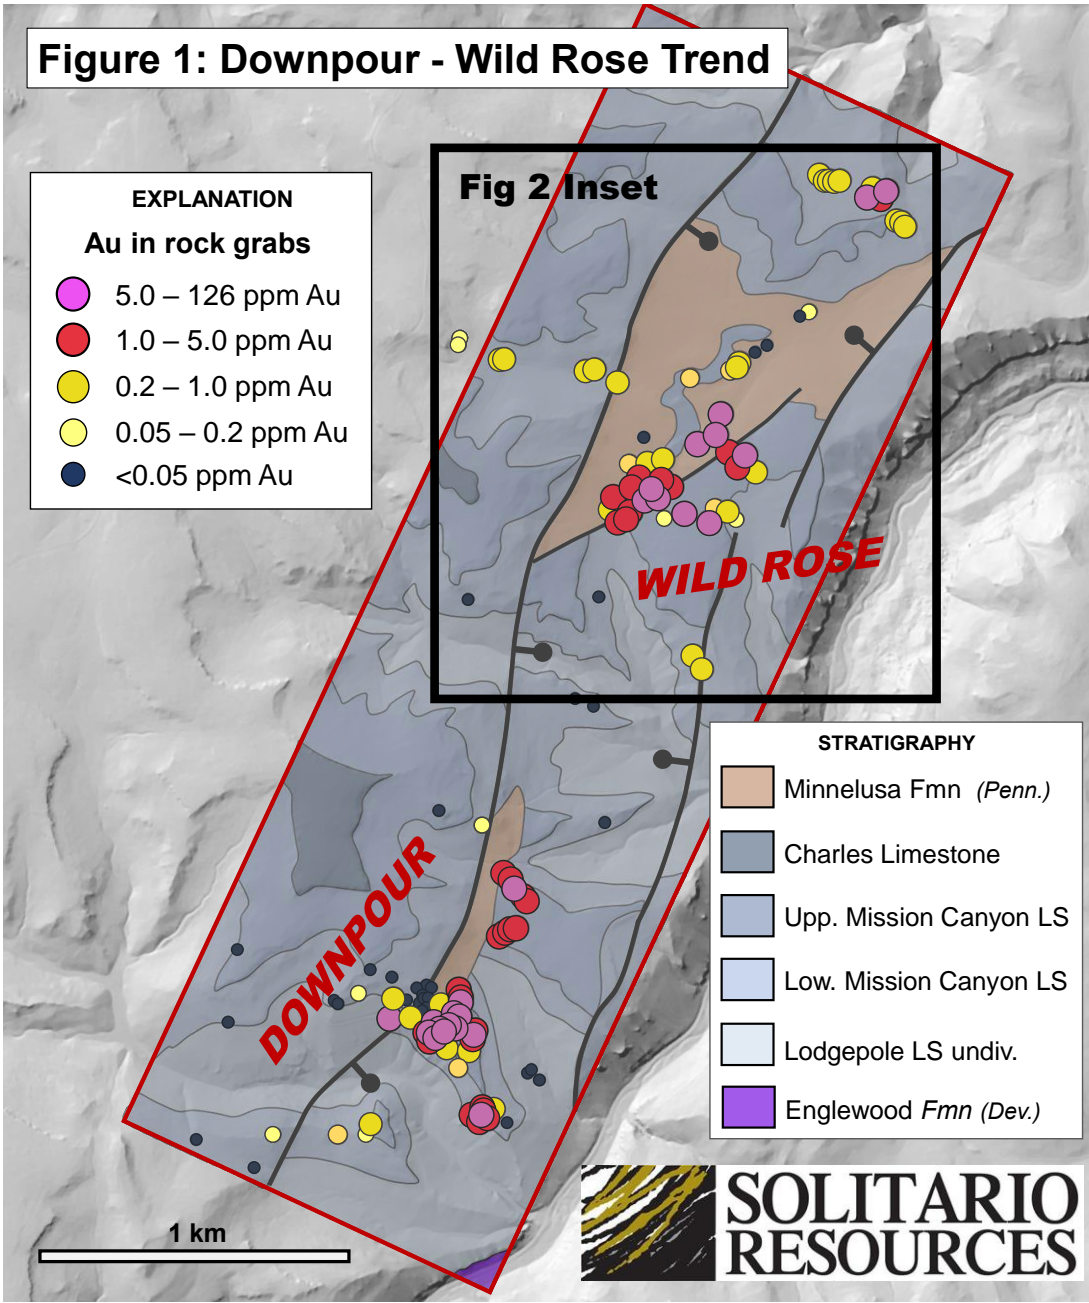 Figure 1: Downpour - Wild Rose Trend
Fig 2 Inset
EXPLANATION
Au in rock grabs
5.0 – 126 ppm Au
1.0 – 5.0 ppm Au
0.2 – 1.0 ppm Au
0.05 – 0.2 ppm Au
<0.05 ppm Au
WILD ROSE
DOWNPOUR
STRATIGRAPHY
Minnelusa Fmn (Penn.)
Charles Limestone
Upp. Mission Canyon LS
Low. Mission Canyon LS
Lodgepole LS undiv.
Englewood Fmn (Dev.)
1 km
SOLITARIO
RESOURCES